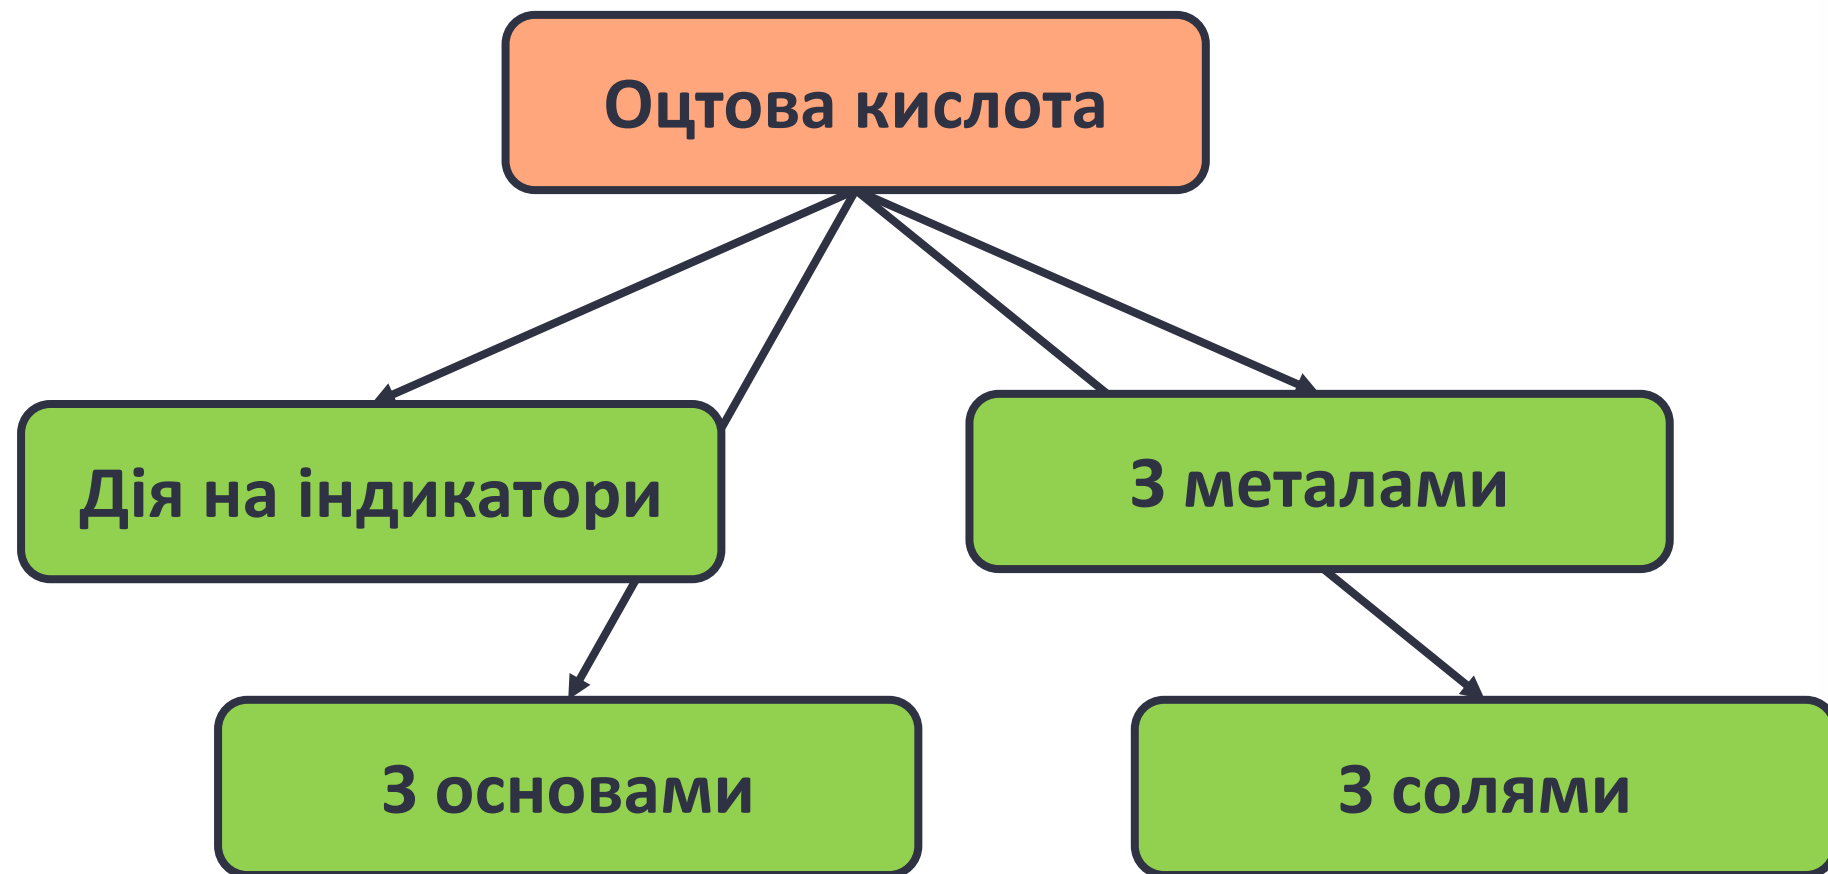 Оцтова кислота
Дія на індикатори
З металами
З основами
З солями